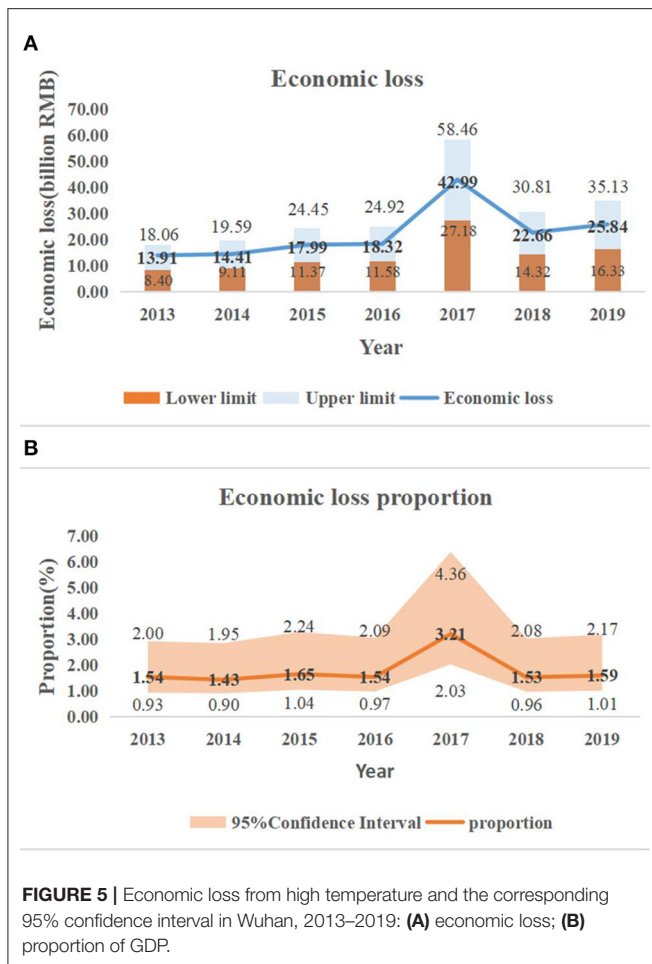 A
Economic loss
Economic loss(billion RMB)
70.00
60.00
50.00
40.00
30.00
20.00
10.00
0.00
18.06 19.59 24.45 24.92 58.46 30.81 35.13
13.91 14.41 17.99 18.32 42.99 22.66 25.84
8.40 9.11 11.37 11.58 27.18 14.32 16.33
2013 2014 2015 2016 2017 2018 2019
Year
Lower limit Upper limit Economic loss
B
Economic loss proportion
Proportion(%)
7.00
6.00
5.00
4.00
3.00
2.00
1.00
0.00
2.00 1.95 2.24 2.09 4.36 2.08 2.17
1.54 1.43 1.65 1.54 3.21 1.53 1.59
0.93 0.90 1.04 0.97 2.03 0.96 1.01
2013 2014 2015 2016 2017 2018 2019
Year
95%Confidence Interval proportion
FIGURE 5 | Economic loss from high temperature and the corresponding
95% confidence interval in Wuhan, 2013–2019: (A) economic loss; (B)
proportion of GDP.